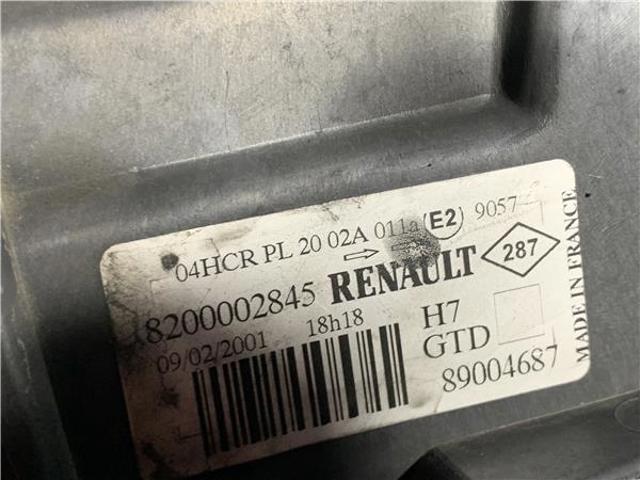 04HCR PL 20 02A 011a E2 9057
8200002845 RENAULT 287
09/02/2001 18h18 H7
GTD
89004687
MADE IN FRANCE